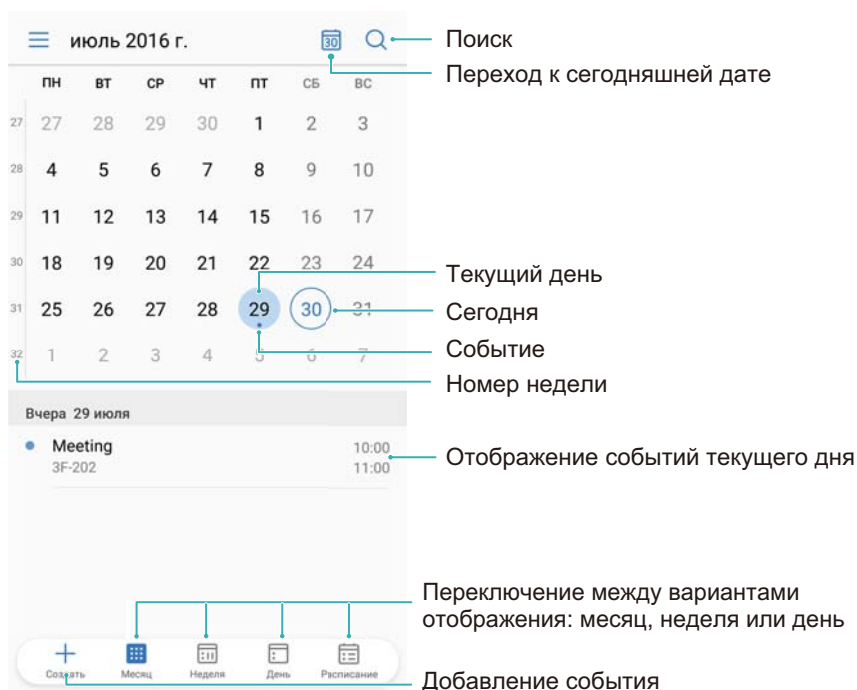 июль 2016 г.
30
Поиск
Переход к сегодняшней дате
ПН ВТ СР ЧТ ПТ СБ ВС
27 27 28 29 30 1 2 3
28 4 5 6 7 8 9 10
29 11 12 13 14 15 16 17
30 18 19 20 21 22 23 24
Текущий день
31 25 26 27 28 29 30 31
Сегодня
Событие
32 1 2 3 4 5 6 7
Номер недели
Вчера 29 июля
Meeting 10:00
3F-202 11:00
Отображение событий текущего дня
Переключение между вариантами
отображения: месяц, неделя или день
Создать Месяц Неделя День Расписание
Добавление события